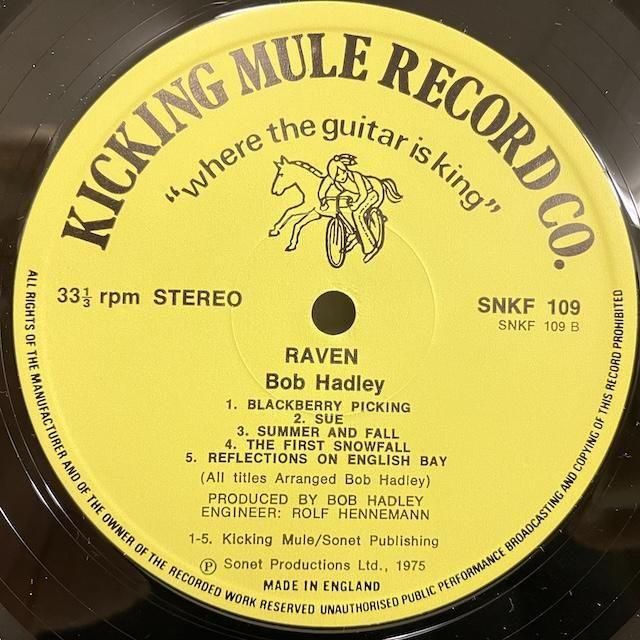 KICKING MULE RECORD CO.
"where the guitar is king"
33⅓ rpm STEREO
SNKF 109
SNKF 109 B
RAVEN
Bob Hadley
1. BLACKBERRY PICKING
2. SUE
3. SUMMER AND FALL
4. THE FIRST SNOWFALL
5. REFLECTIONS ON ENGLISH BAY
(All titles Arranged Bob Hadley)
PRODUCED BY BOB HADLEY
ENGINEER: ROLF HENNEMANN
1-5. Kicking Mule/Sonet Publishing
Ⓟ Sonet Productions Ltd., 1975
MADE IN ENGLAND
ALL RIGHTS OF THE MANUFACTURER AND OF THE OWNER OF THE RECORDED WORK RESERVED UNAUTHORISED PUBLIC PERFORMANCE BROADCASTING AND COPYING OF THIS RECORD PROHIBITED